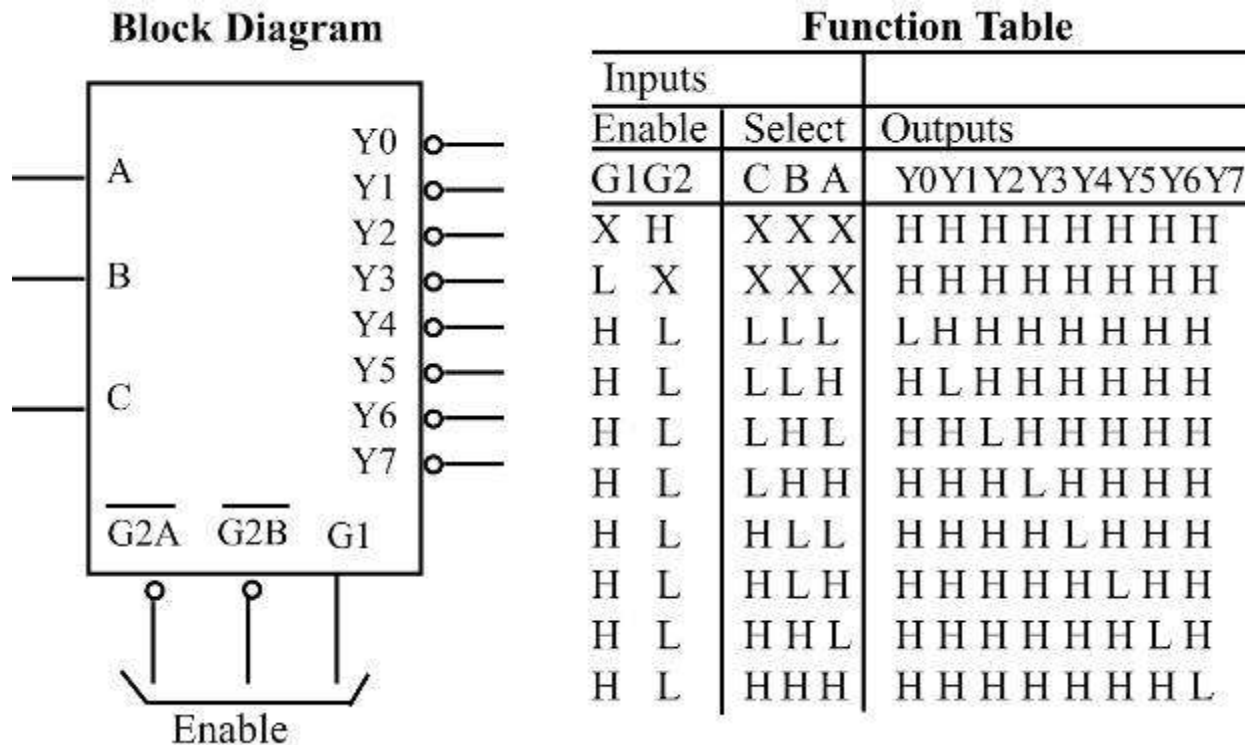 Block Diagram
A
B
C
Y0
Y1
Y2
Y3
Y4
Y5
Y6
Y7
G2A G2B G1
Enable
Function Table
Inputs
Enable Select Outputs
G1G2 C B A Y0Y1Y2Y3Y4Y5Y6Y7
X H X X X H H H H H H H H
L X X X X H H H H H H H H
H L L L L L H H H H H H H
H L L L H H L H H H H H H
H L L H L H H L H H H H H
H L L H H H H H L H H H H
H L H L L H H H H L H H H
H L H L H H H H H H L H H
H L H H L H H H H H H L H
H L H H H H H H H H H H L